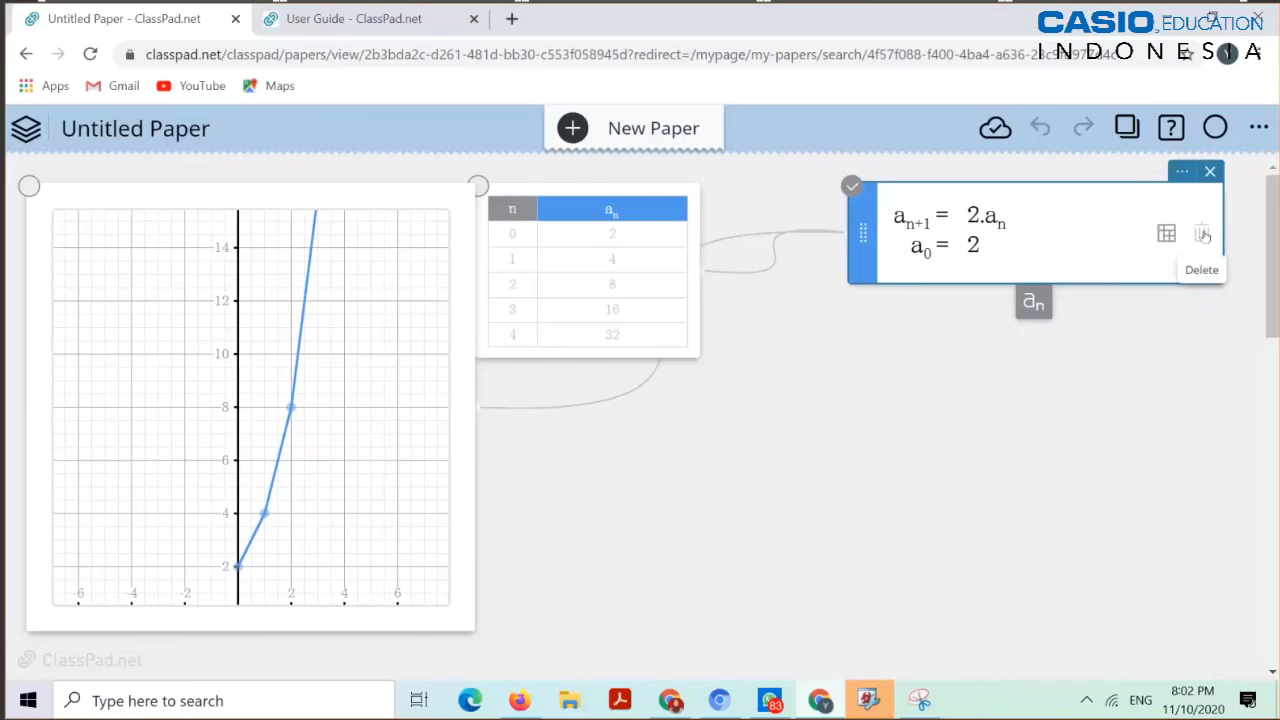 Untitled Paper - ClassPad.net
User Guide - ClassPad.net
CASIO EDUCATION
INDONESIA
classpad.net/classpad/papers/view/2b3bda2c-d261-481d-bb30-c553f058945d?redirect=/mypage/my-papers/search/4f57f088-f400-4ba4-a636-
Apps
Gmail
YouTube
Maps
Untitled Paper
New Paper
14
12
10
8
6
4
2
-6
-4
-2
2
4
6
n aₙ
0 2
1 4
2 8
3 16
4 32
aₙ₊₁ = 2.aₙ
a₀ = 2
Delete
aₙ
ClassPad.net
Type here to search
83
ENG
8:02 PM
11/10/2020